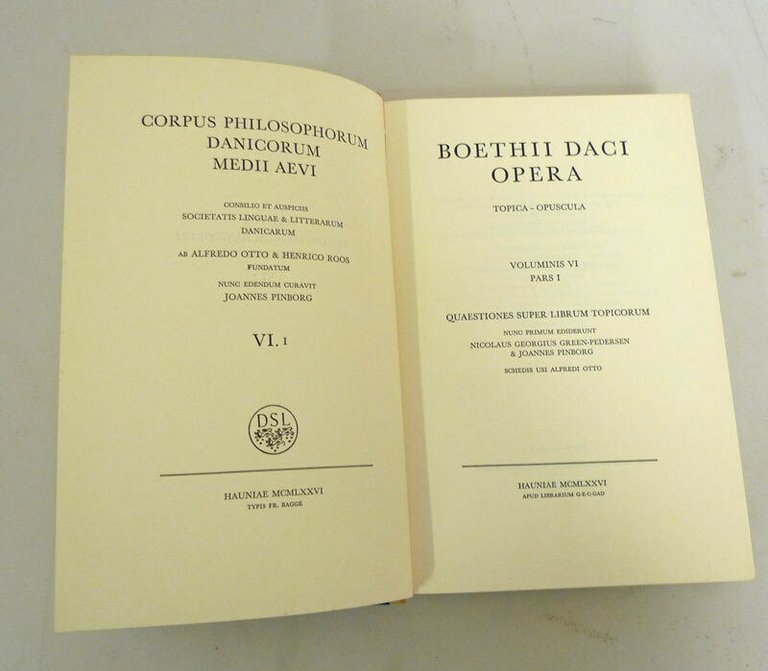 CORPUS PHILOSOPHORUM
DANICORUM
MEDII AEVI
CONSILIO ET AUSPICIIS
SOCIETATIS LINGUAE & LITTERARUM
DANICARUM
AB ALFREDO OTTO & HENRICO ROOS
FUNDATUM
NUNC EDENDUM CURAVIT
JOANNES PINBORG
VI. 1
DSL
HAUNIAE MCMLXXVI
TYPIS FR. BAGGE
BOETHII DACI
OPERA
TOPICA - OPUSCULA
VOLUMINIS VI
PARS I
QUAESTIONES SUPER LIBRUM TOPICORUM
NUNC PRIMUM EDIDERUNT
NICOLAUS GEORGIUS GREEN-PEDERSEN
& JOANNES PINBORG
SCHEDIS USI ALFREDI OTTO
HAUNIAE MCMLXXVI
APUD LIBRARIUM G·E·C·GAD